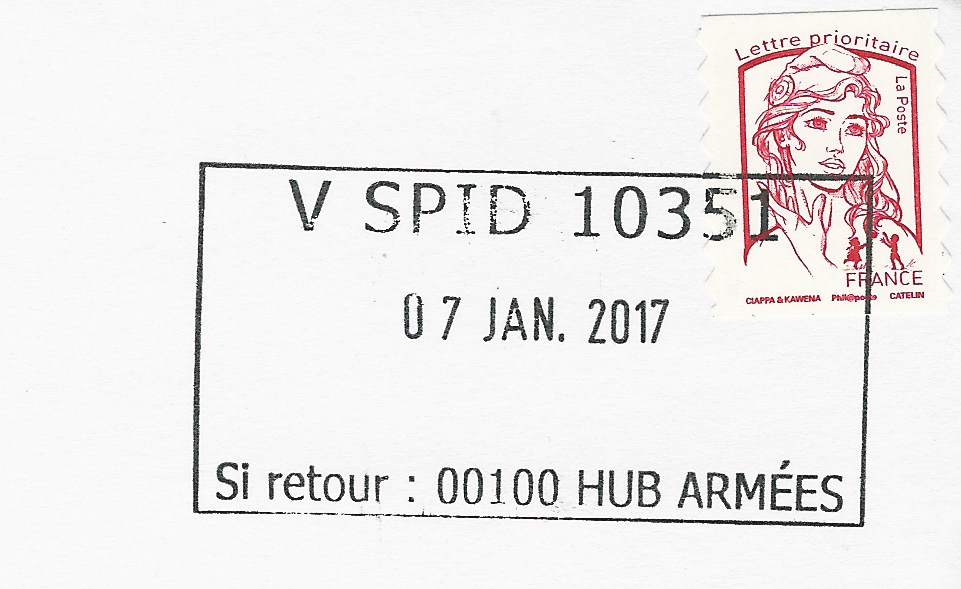 Lettre prioritaire
La Poste
V SPID 10351
07 JAN. 2017
FRANCE
CIAPPA & KAWENA Phil@poste CATELIN
Si retour : 00100 HUB ARMÉES